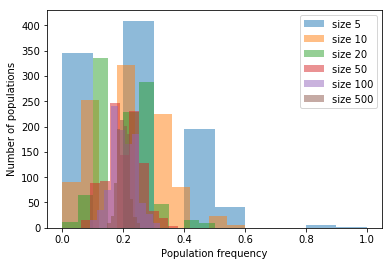 400
350
300
250
200
150
100
50
0
Number of populations
0.0 0.2 0.4 0.6 0.8 1.0
Population frequency
size 5
size 10
size 20
size 50
size 100
size 500